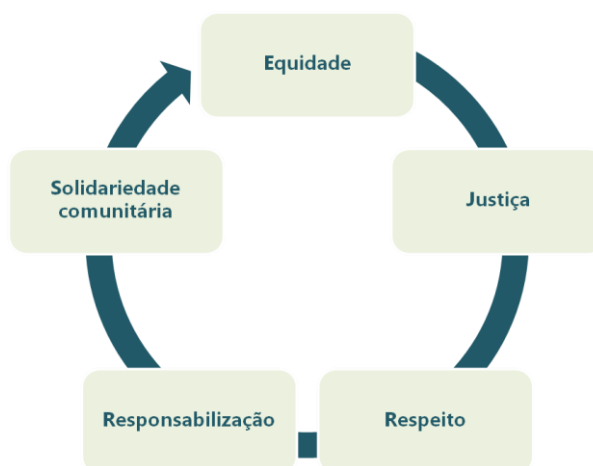 Equidade
Justiça
Respeito
Responsabilização
Solidariedade
comunitária